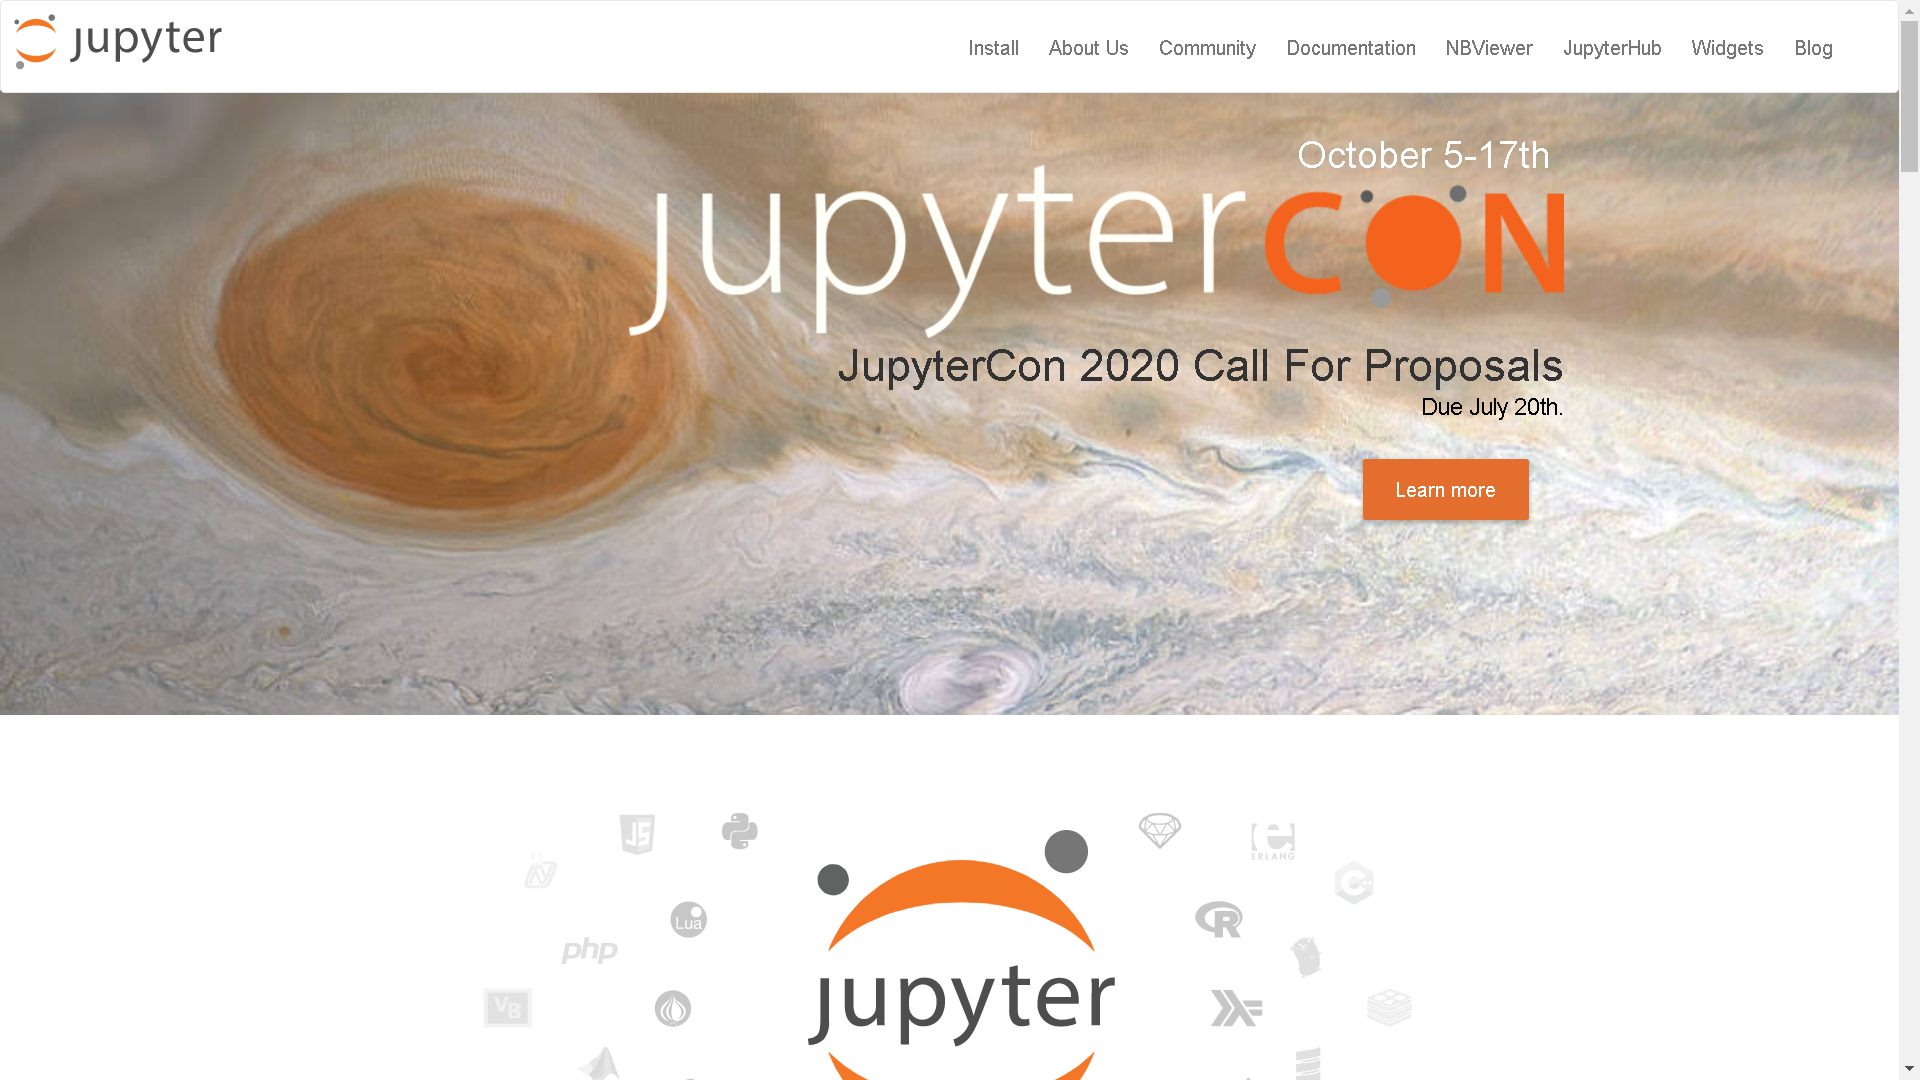 jupyter
Install About Us Community Documentation NBViewer JupyterHub Widgets Blog
October 5-17th
jupyterCON
JupyterCon 2020 Call For Proposals
Due July 20th.
Learn more
JS
ERLANG
C++
Lua
R
php
VB
jupyter